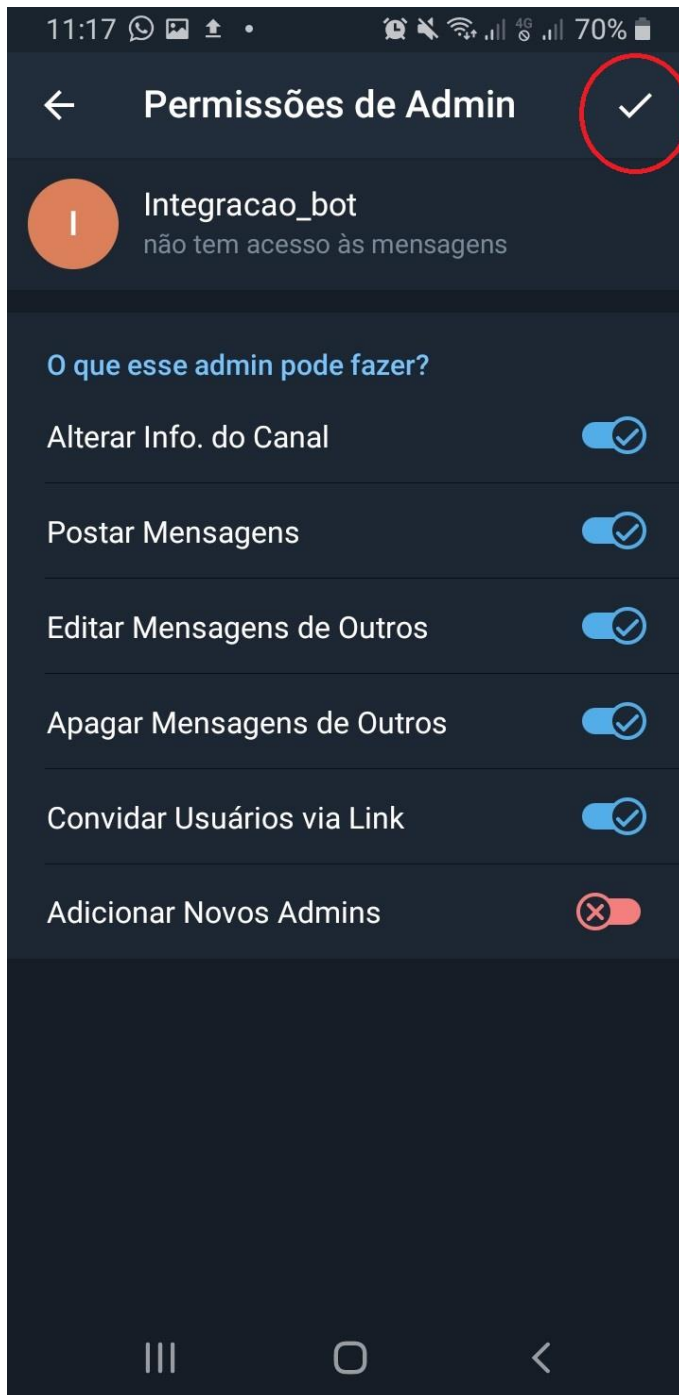 11:17 4G 70%
Permissões de Admin
I
Integracao_bot
não tem acesso às mensagens
O que esse admin pode fazer?
Alterar Info. do Canal
Postar Mensagens
Editar Mensagens de Outros
Apagar Mensagens de Outros
Convidar Usuários via Link
Adicionar Novos Admins